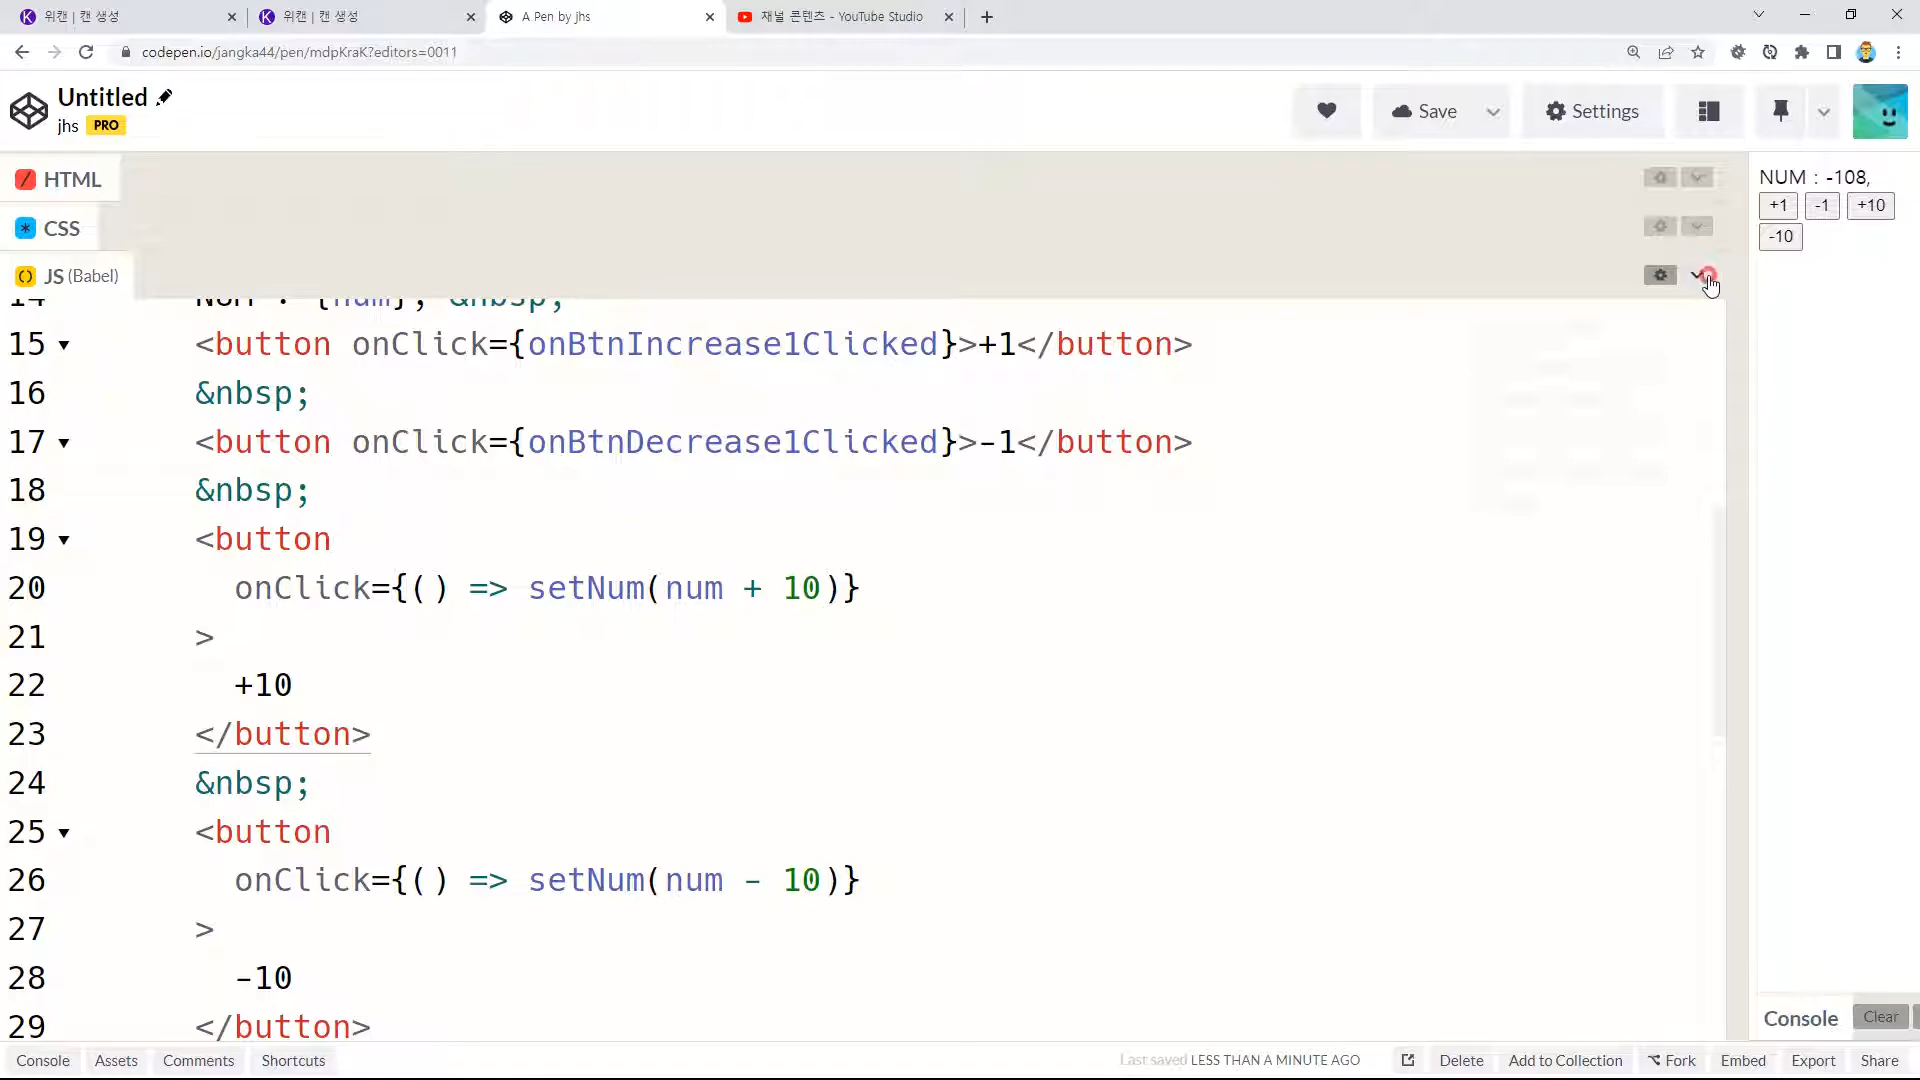 위캔 | 캔 생성
위캔 | 캔 생성
A Pen by jhs
채널 콘텐츠 - YouTube Studio
codepen.io/jangka44/pen/mdpKraK?editors=0011
Untitled
jhs PRO
Save
Settings
HTML
CSS
JS (Babel)
NUM : -108,
+1 -1 +10
-10
14 NUM : {num}, &nbsp;
15 <button onClick={onBtnIncrease1Clicked}>+1</button>
16 &nbsp;
17 <button onClick={onBtnDecrease1Clicked}>-1</button>
18 &nbsp;
19 <button
20 onClick={() => setNum(num + 10)}
21 >
22 +10
23 </button>
24 &nbsp;
25 <button
26 onClick={() => setNum(num - 10)}
27 >
28 -10
29 </button>
Console Clear
Console Assets Comments Shortcuts Last saved LESS THAN A MINUTE AGO Delete Add to Collection Fork Embed Export Share